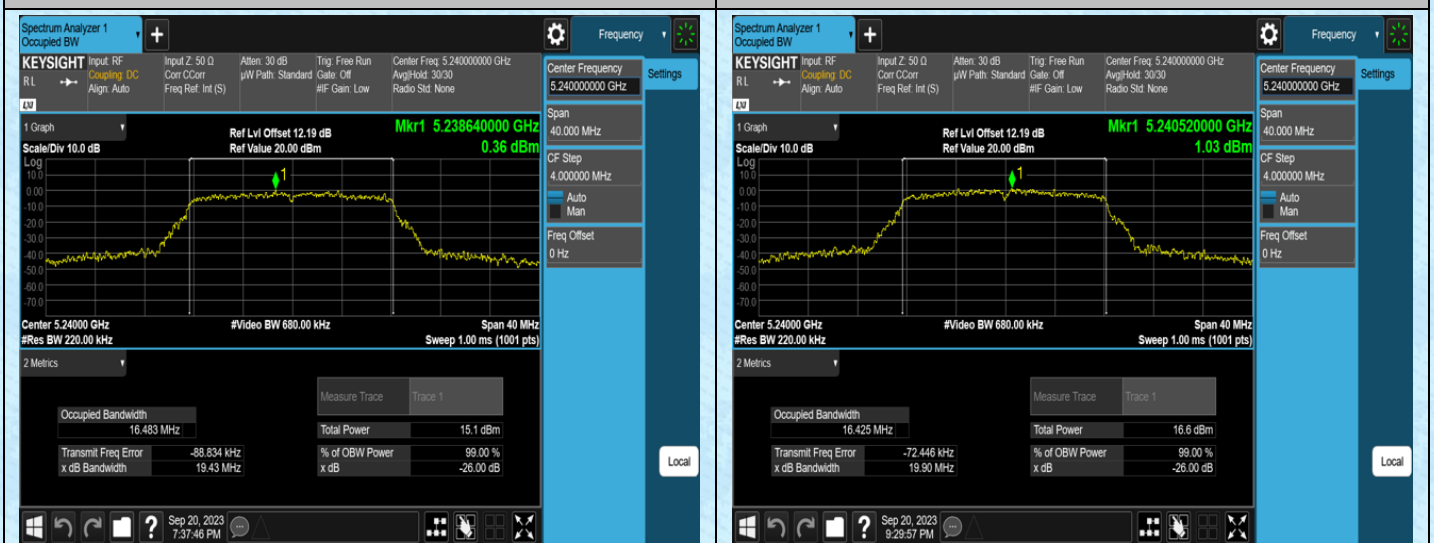 Spectrum Analyzer 1
Occupied BW
+
Frequency
KEYSIGHT
R L
LXI
Input: RF
Coupling: DC
Align: Auto
Input Z: 50 Ω
Corr CCorr
Freq Ref: Int (S)
Atten: 30 dB
µW Path: Standard
Trig: Free Run
Gate: Off
#IF Gain: Low
Center Freq: 5.240000000 GHz
Avg|Hold: 30/30
Radio Std: None
Center Frequency
5.240000000 GHz
Settings
Span
40.000 MHz
CF Step
4.000000 MHz
Auto
Man
Freq Offset
0 Hz
Local
1 Graph
Scale/Div 10.0 dB
Ref Lvl Offset 12.19 dB
Ref Value 20.00 dBm
Mkr1 5.238640000 GHz
0.36 dBm
Log
10.0
0.00
-10.0
-20.0
-30.0
-40.0
-50.0
-60.0
-70.0
1
Center 5.24000 GHz
#Res BW 220.00 kHz
#Video BW 680.00 kHz
Span 40 MHz
Sweep 1.00 ms (1001 pts)
2 Metrics
Measure Trace Trace 1
Occupied Bandwidth
16.483 MHz
Total Power 15.1 dBm
Transmit Freq Error -88.834 kHz
% of OBW Power 99.00 %
x dB Bandwidth 19.43 MHz
x dB -26.00 dB
?
Sep 20, 2023
7:37:46 PM
Spectrum Analyzer 1
Occupied BW
+
Frequency
KEYSIGHT
R L
LXI
Input: RF
Coupling: DC
Align: Auto
Input Z: 50 Ω
Corr CCorr
Freq Ref: Int (S)
Atten: 30 dB
µW Path: Standard
Trig: Free Run
Gate: Off
#IF Gain: Low
Center Freq: 5.240000000 GHz
Avg|Hold: 30/30
Radio Std: None
Center Frequency
5.240000000 GHz
Settings
Span
40.000 MHz
CF Step
4.000000 MHz
Auto
Man
Freq Offset
0 Hz
Local
1 Graph
Scale/Div 10.0 dB
Ref Lvl Offset 12.19 dB
Ref Value 20.00 dBm
Mkr1 5.240520000 GHz
1.03 dBm
Log
10.0
0.00
-10.0
-20.0
-30.0
-40.0
-50.0
-60.0
-70.0
1
Center 5.24000 GHz
#Res BW 220.00 kHz
#Video BW 680.00 kHz
Span 40 MHz
Sweep 1.00 ms (1001 pts)
2 Metrics
Measure Trace Trace 1
Occupied Bandwidth
16.425 MHz
Total Power 16.6 dBm
Transmit Freq Error -72.446 kHz
% of OBW Power 99.00 %
x dB Bandwidth 19.90 MHz
x dB -26.00 dB
?
Sep 20, 2023
9:29:57 PM